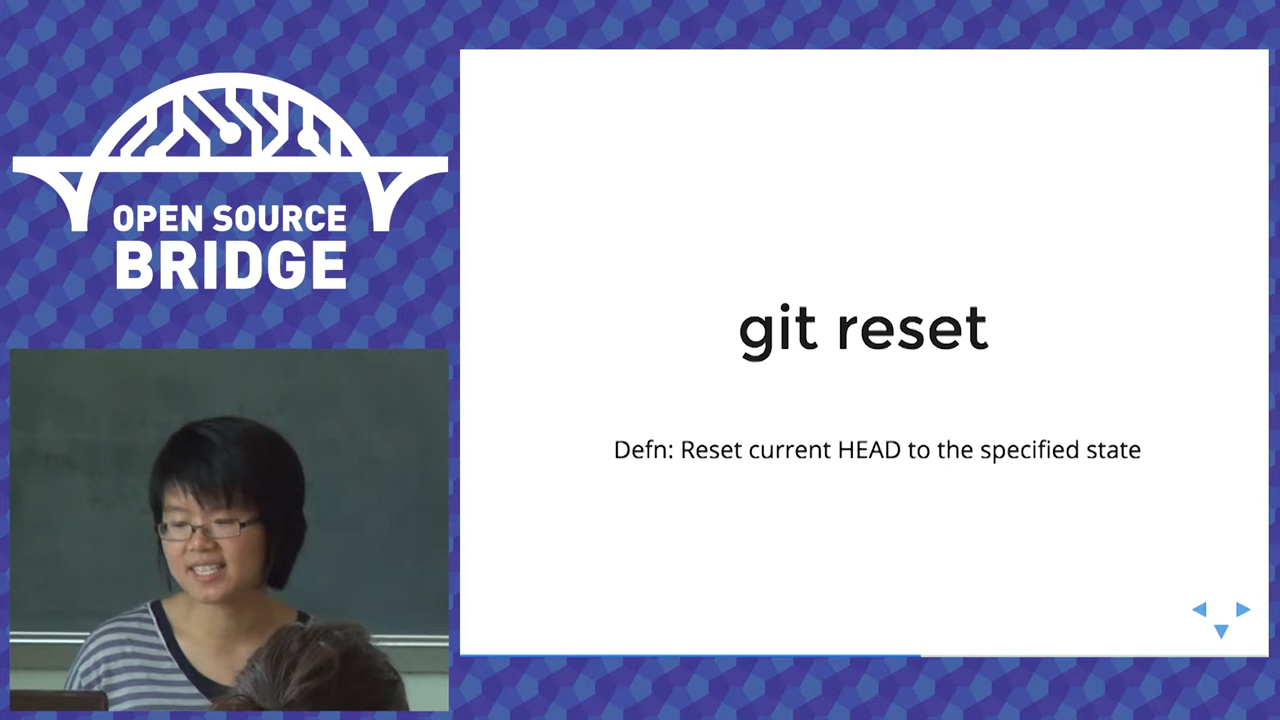 OPEN SOURCE
BRIDGE
git reset
Defn: Reset current HEAD to the specified state